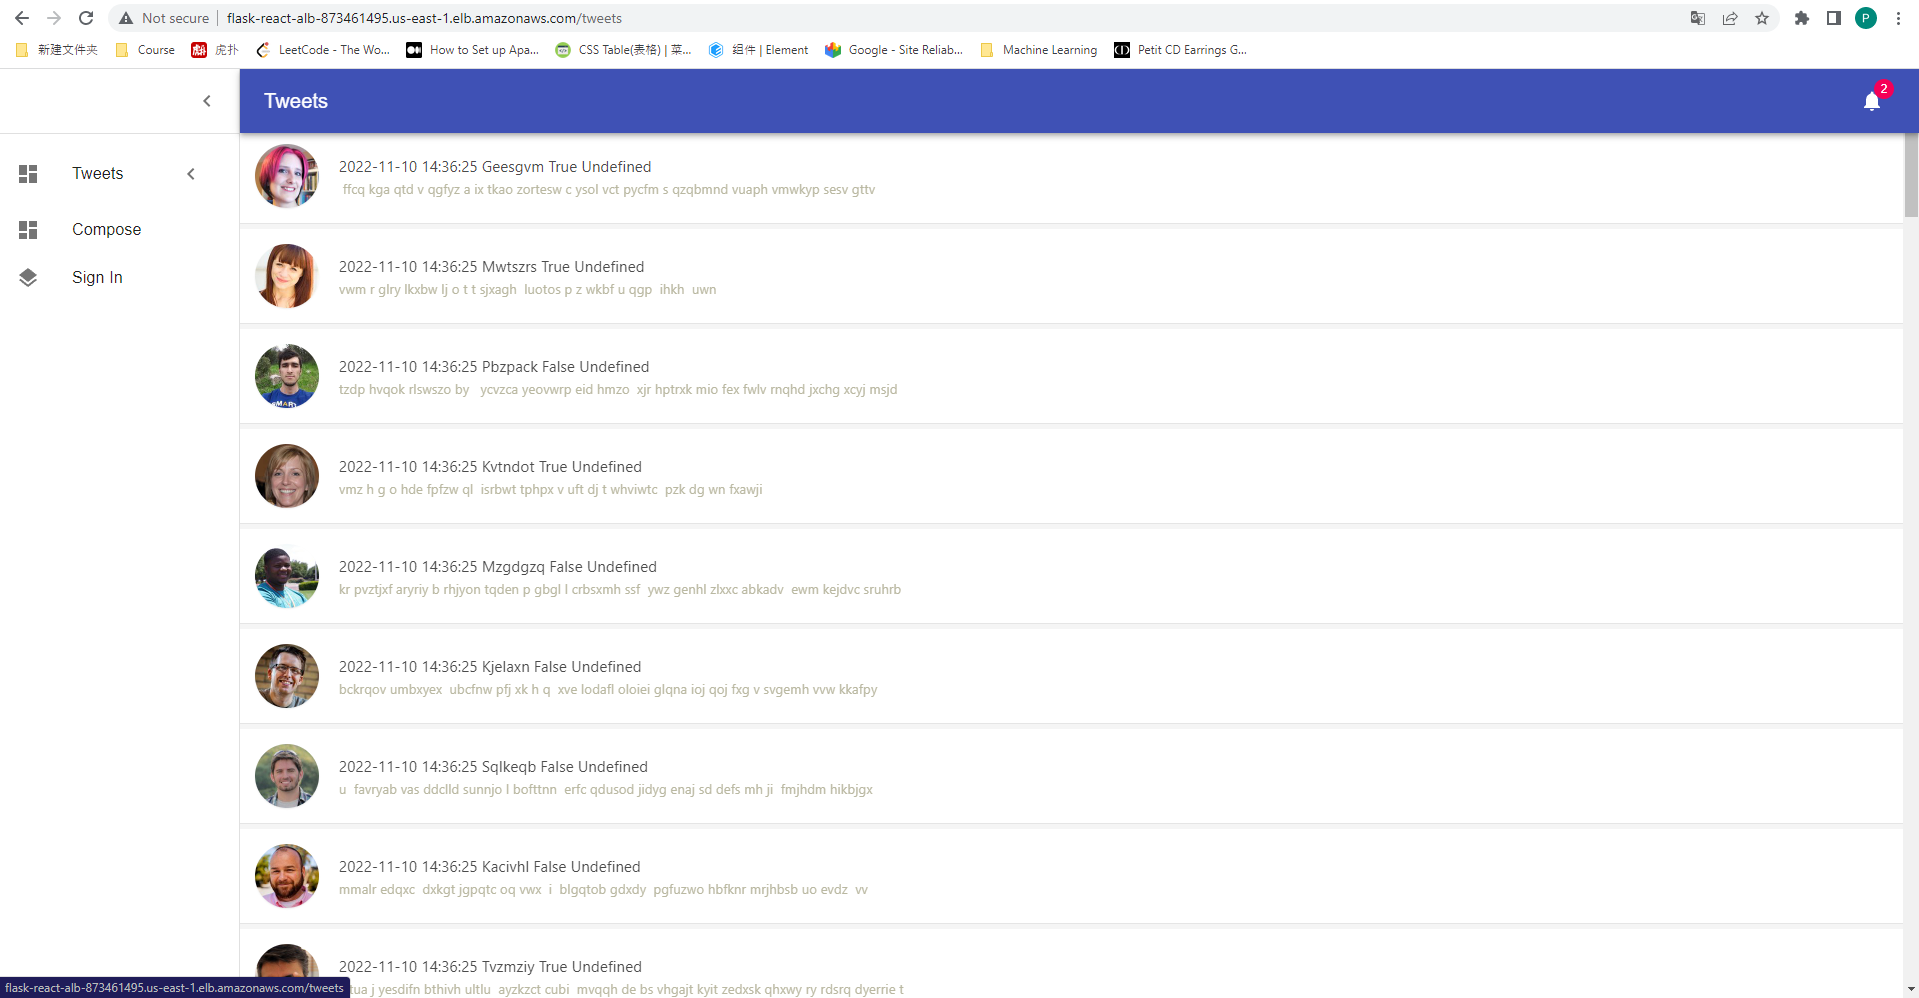 Not secure flask-react-alb-873461495.us-east-1.elb.amazonaws.com/tweets P
新建文件夹 Course 虎扑 LeetCode - The Wo... How to Set up Apa... CSS Table(表格) | 菜... 组件 | Element Google - Site Reliab... Machine Learning Petit CD Earrings G...
Tweets 2
Tweets
Compose
Sign In
2022-11-10 14:36:25 Geesgvm True Undefined
ffcq kga qtd v qgfyz a ix tkao zortesw c ysol vct pycfm s qzqbmnd vuaph vmwkyp sesv gttv
2022-11-10 14:36:25 Mwtszrs True Undefined
vwm r glry lkxbw lj o t t sjxagh luotos p z wkbf u qgp ihkh uwn
2022-11-10 14:36:25 Pbzpack False Undefined
tzdp hvqok rlswszo by ycvzca yeovwrp eid hmzo xjr hptrxk mio fex fwlv rnqhd jxchg xcyj msjd
2022-11-10 14:36:25 Kvtndot True Undefined
vmz h g o hde fpfzw ql isrbwt tphpx v uft dj t whviwtc pzk dg wn fxawji
2022-11-10 14:36:25 Mzgdgzq False Undefined
kr pvztjxf aryriy b rhjyon tqden p gbgl l crbsxmh ssf ywz genhl zlxxc abkadv ewm kejdvc sruhrb
2022-11-10 14:36:25 Kjelaxn False Undefined
bckrqov umbxyex ubcfnw pfj xk h q xve lodafl oloiei glqna ioj qoj fxg v svgemh vvw kkafpy
2022-11-10 14:36:25 Sqlkeqb False Undefined
u favryab vas ddclld sunnjo l bofttnn erfc qdusod jidyg enaj sd defs mh ji fmjhdm hikbjgx
2022-11-10 14:36:25 Kacivhl False Undefined
mmalr edqxc dxkgt jgpqtc oq vwx i blgqtob gdxdy pgfuzwo hbfknr mrjhbsb uo evdz vv
2022-11-10 14:36:25 Tvzmziy True Undefined
j yesdifn bthivh ultlu ayzkzct cubi mvqqh de bs vhgajt kyit zedxsk qhxwy ry rdsrq dyerrie t
flask-react-alb-873461495.us-east-1.elb.amazonaws.com/tweets